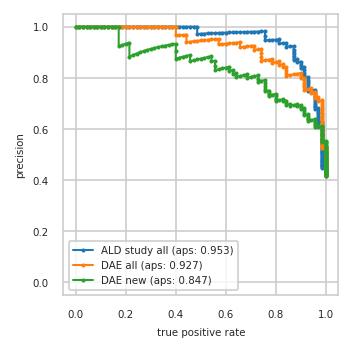 1.0
0.8
0.6
0.4
0.2
0.0
precision
ALD study all (aps: 0.953)
DAE all (aps: 0.927)
DAE new (aps: 0.847)
0.0 0.2 0.4 0.6 0.8 1.0
true positive rate